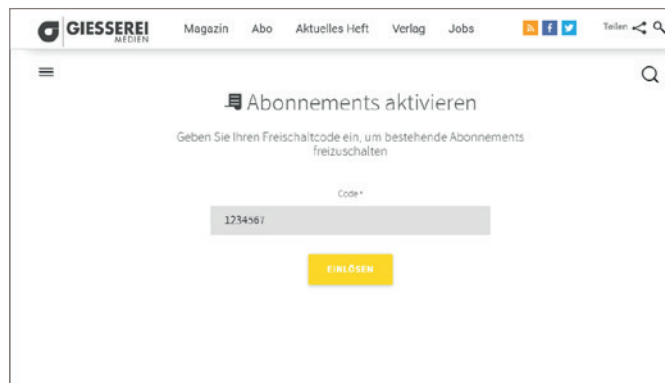 GIESSEREI
MEDIEN
Magazin Abo Aktuelles Heft Verlag Jobs
Teilen
Abonnements aktivieren
Geben Sie Ihren Freischaltcode ein, um bestehende Abonnements
freizuschalten
Code *
1234567
EINLÖSEN